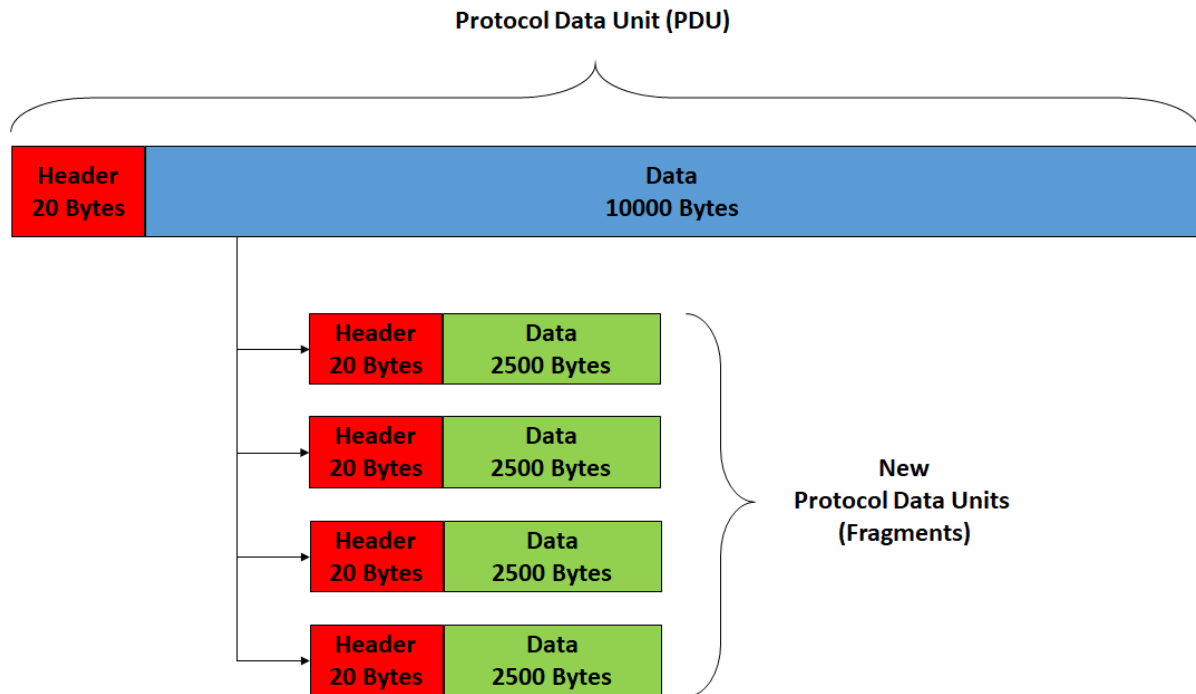 Protocol Data Unit (PDU)
Header
20 Bytes
Data
10000 Bytes
Header
20 Bytes
Data
2500 Bytes
Header
20 Bytes
Data
2500 Bytes
New
Protocol Data Units
(Fragments)
Header
20 Bytes
Data
2500 Bytes
Header
20 Bytes
Data
2500 Bytes